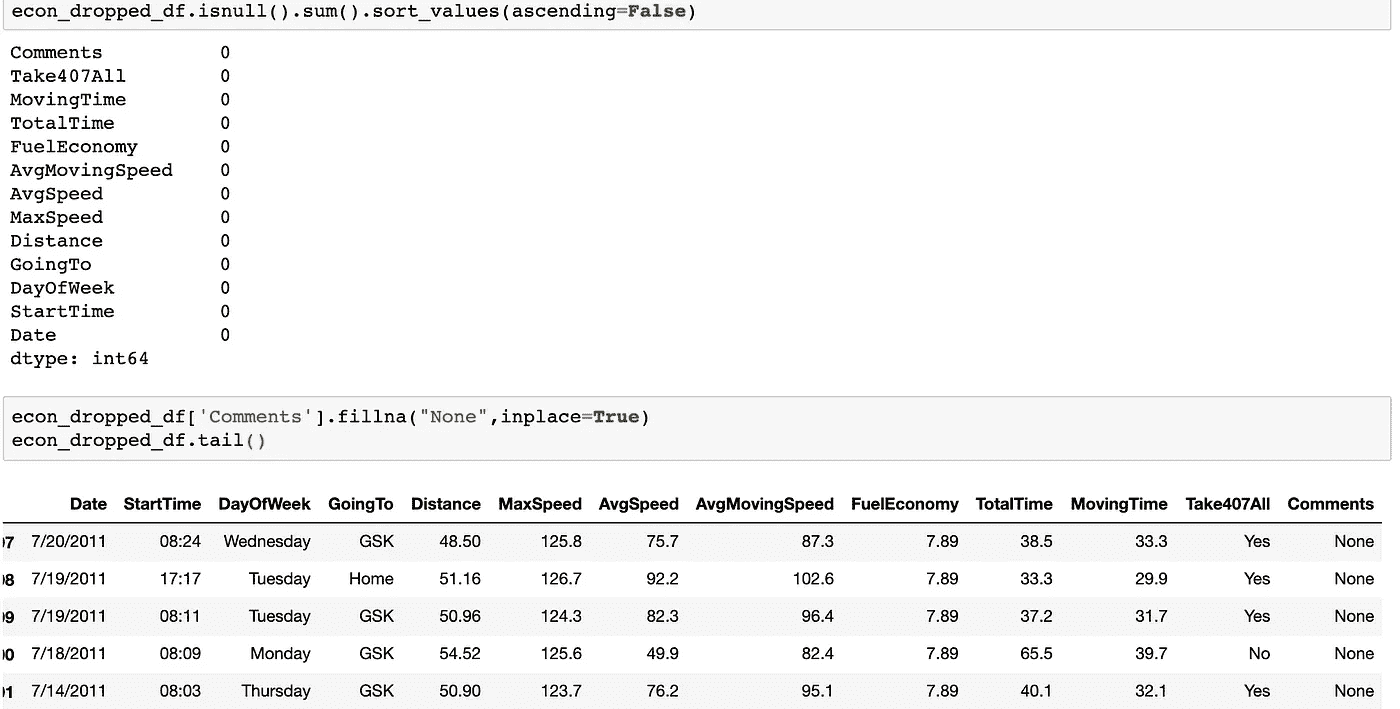 econ_dropped_df.isnull().sum().sort_values(ascending=False)
Comments 0
Take407All 0
MovingTime 0
TotalTime 0
FuelEconomy 0
AvgMovingSpeed 0
AvgSpeed 0
MaxSpeed 0
Distance 0
GoingTo 0
DayOfWeek 0
StartTime 0
Date 0
dtype: int64
econ_dropped_df['Comments'].fillna("None",inplace=True)
econ_dropped_df.tail()
Date StartTime DayOfWeek GoingTo Distance MaxSpeed AvgSpeed AvgMovingSpeed FuelEconomy TotalTime MovingTime Take407All Comments
7 7/20/2011 08:24 Wednesday GSK 48.50 125.8 75.7 87.3 7.89 38.5 33.3 Yes None
8 7/19/2011 17:17 Tuesday Home 51.16 126.7 92.2 102.6 7.89 33.3 29.9 Yes None
9 7/19/2011 08:11 Tuesday GSK 50.96 124.3 82.3 96.4 7.89 37.2 31.7 Yes None
0 7/18/2011 08:09 Monday GSK 54.52 125.6 49.9 82.4 7.89 65.5 39.7 No None
1 7/14/2011 08:03 Thursday GSK 50.90 123.7 76.2 95.1 7.89 40.1 32.1 Yes None